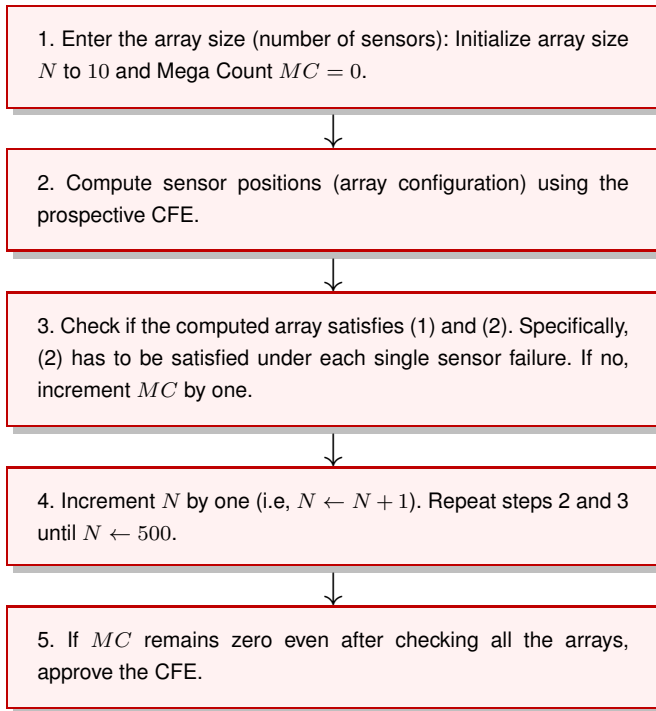 1. Enter the array size (number of sensors): Initialize array size
N to 10 and Mega Count MC = 0.
2. Compute sensor positions (array configuration) using the
prospective CFE.
3. Check if the computed array satisfies (1) and (2). Specifically,
(2) has to be satisfied under each single sensor failure. If no,
increment MC by one.
4. Increment N by one (i.e, N ← N + 1). Repeat steps 2 and 3
until N ← 500.
5. If MC remains zero even after checking all the arrays,
approve the CFE.